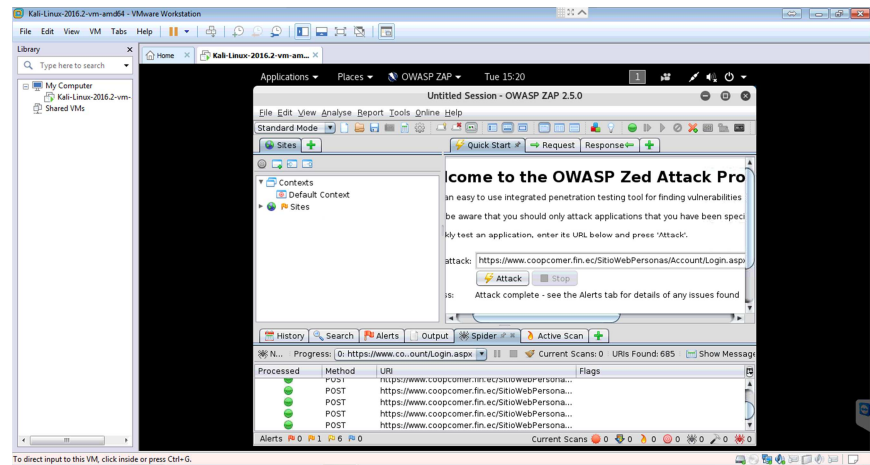 Kali-Linux-2016.2-vm-amd64 - VMware Workstation
File Edit View VM Tabs Help
Library
Home
Kali-Linux-2016.2-vm-am...
Type here to search
My Computer
Kali-Linux-2016.2-vm-
Shared VMs
Applications Places OWASP ZAP Tue 15:20 1
Untitled Session - OWASP ZAP 2.5.0
File Edit View Analyse Report Tools Online Help
Standard Mode
Sites
Quick Start Request Response
Contexts
Default Context
Sites
lcome to the OWASP Zed Attack Pro
an easy to use integrated penetration testing tool for finding vulnerabilities
be aware that you should only attack applications that you have been speci
kly test an application, enter its URL below and press 'Attack'.
attack: https://www.coopcomer.fin.ec/SitioWebPersonas/Account/Login.asp
Attack Stop
ss: Attack complete - see the Alerts tab for details of any issues found
History Search Alerts Output Spider Active Scan
N... Progress: 0: https://www.co..ount/Login.aspx Current Scans: 0 URIs Found: 685 Show Message
Processed Method URI Flags
POST https://www.coopcomer.fin.ec/SitioWebPersona...
POST https://www.coopcomer.fin.ec/SitioWebPersona...
POST https://www.coopcomer.fin.ec/SitioWebPersona...
POST https://www.coopcomer.fin.ec/SitioWebPersona...
POST https://www.coopcomer.fin.ec/SitioWebPersona...
Alerts 0 1 6 0 Current Scans 0 0 0 0 0 0 0
To direct input to this VM, click inside or press Ctrl+G.